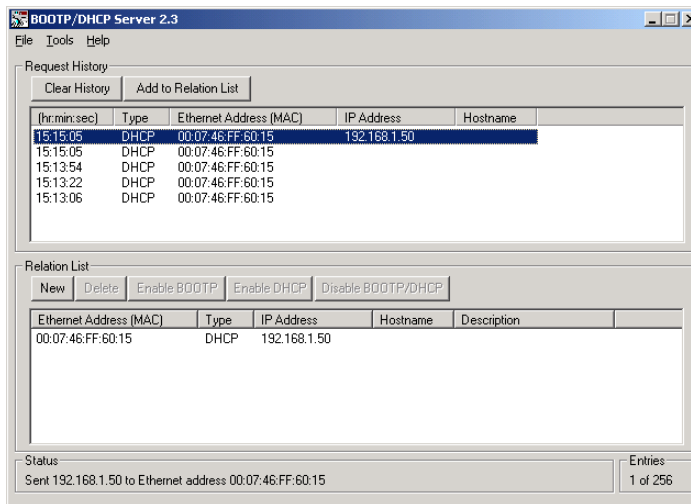 BOOTP/DHCP Server 2.3
File Tools Help
Request History
Clear History Add to Relation List
(hr:min:sec) Type Ethernet Address (MAC) IP Address Hostname
15:15:05 DHCP 00:07:46:FF:60:15 192.168.1.50
15:15:05 DHCP 00:07:46:FF:60:15
15:13:54 DHCP 00:07:46:FF:60:15
15:13:22 DHCP 00:07:46:FF:60:15
15:13:06 DHCP 00:07:46:FF:60:15
Relation List
New Delete Enable BOOTP Enable DHCP Disable BOOTP/DHCP
Ethernet Address (MAC) Type IP Address Hostname Description
00:07:46:FF:60:15 DHCP 192.168.1.50
Status Entries
Sent 192.168.1.50 to Ethernet address 00:07:46:FF:60:15 1 of 256